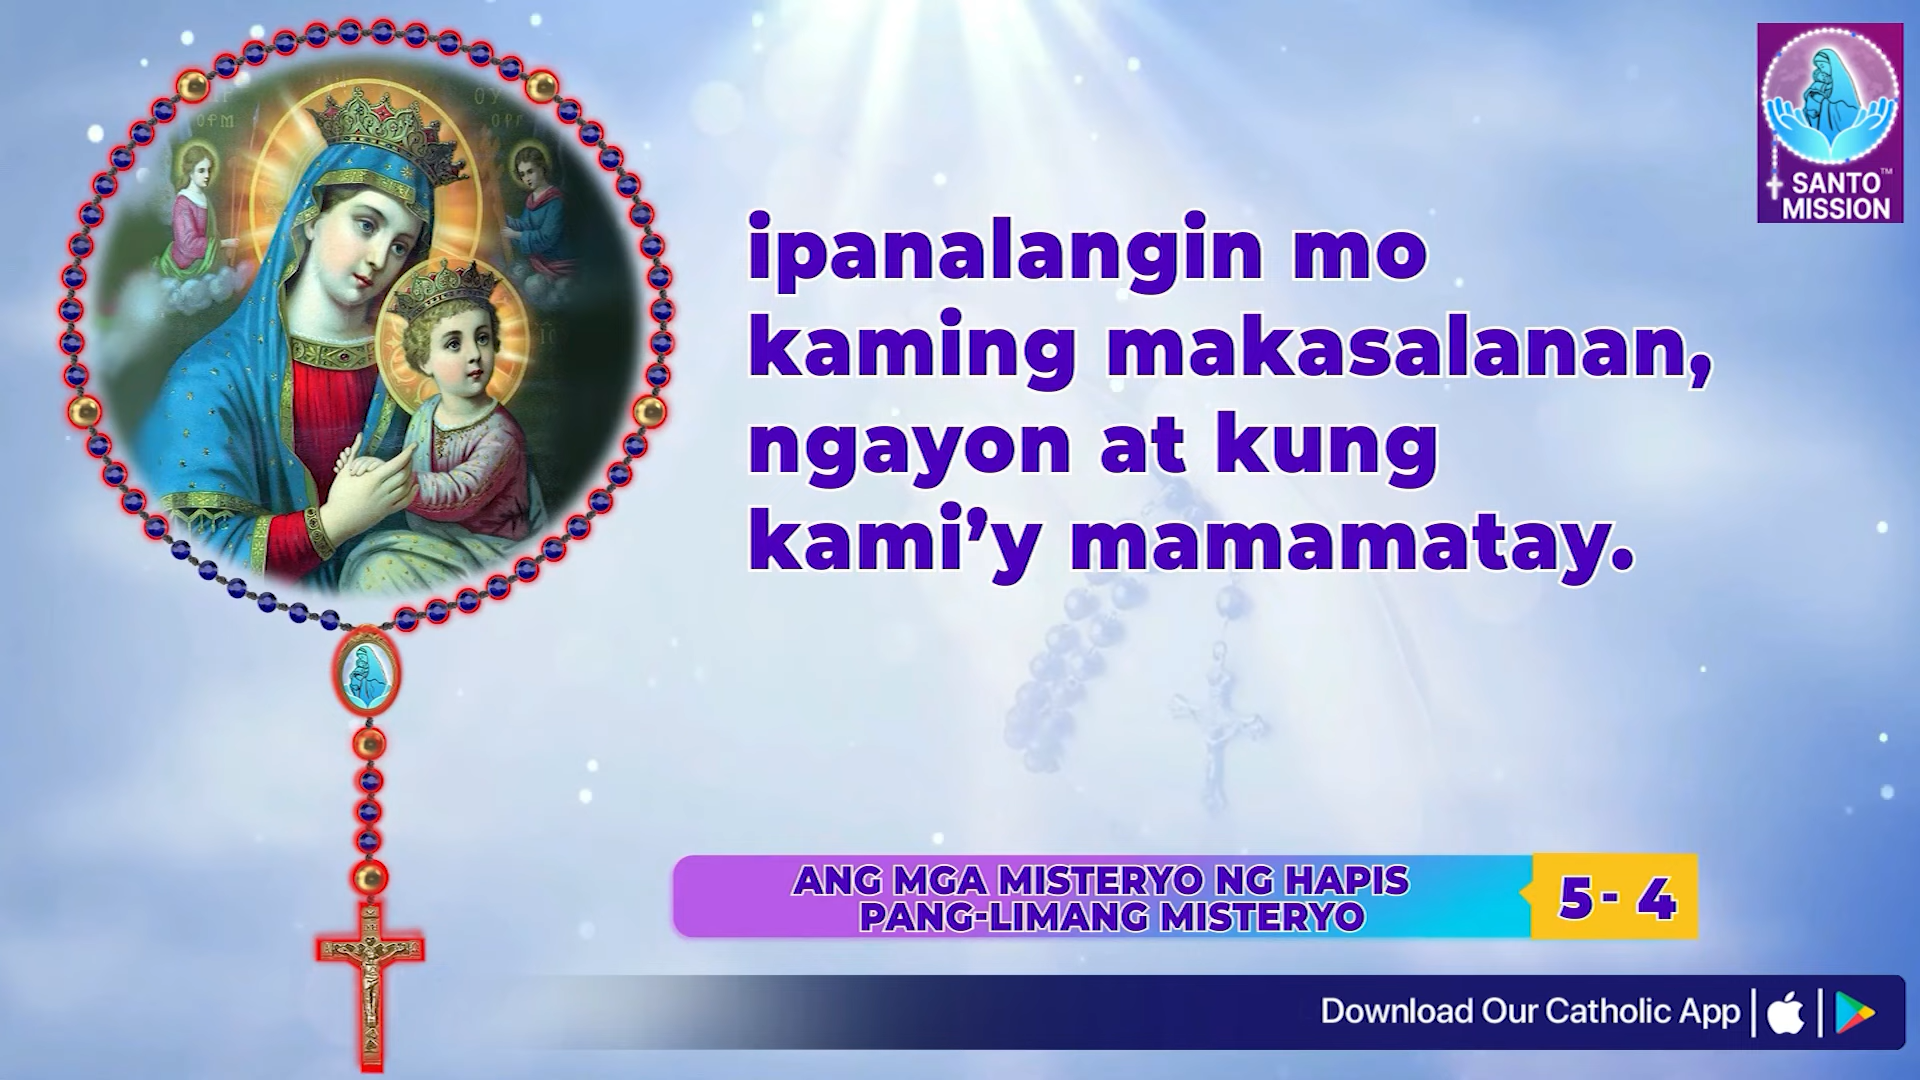 SANTO™
MISSION
ipanalangin mo
kaming makasalanan,
ngayon at kung
kami’y mamamatay.
ANG MGA MISTERYO NG HAPIS
PANG-LIMANG MISTERYO
5- 4
Download Our Catholic App